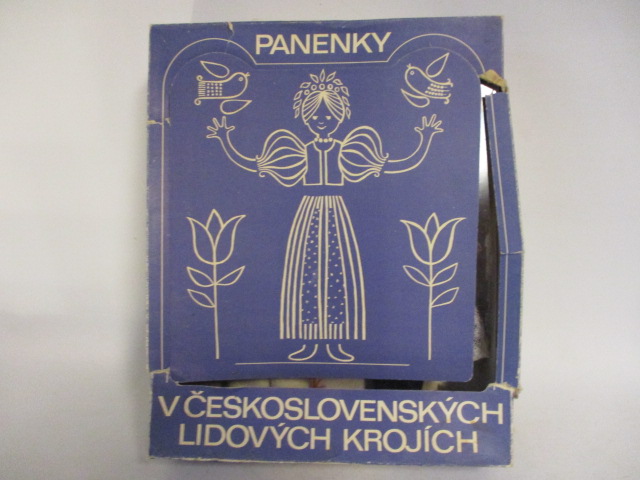 PANENKY
V ČESKOSLOVENSKÝCH
LIDOVÝCH KROJÍCH